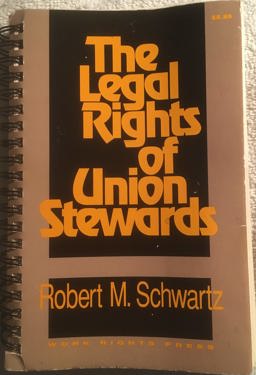 The
Legal
Rights
of
Union
Stewards
Robert M. Schwartz
WORK RIGHTS PRESS